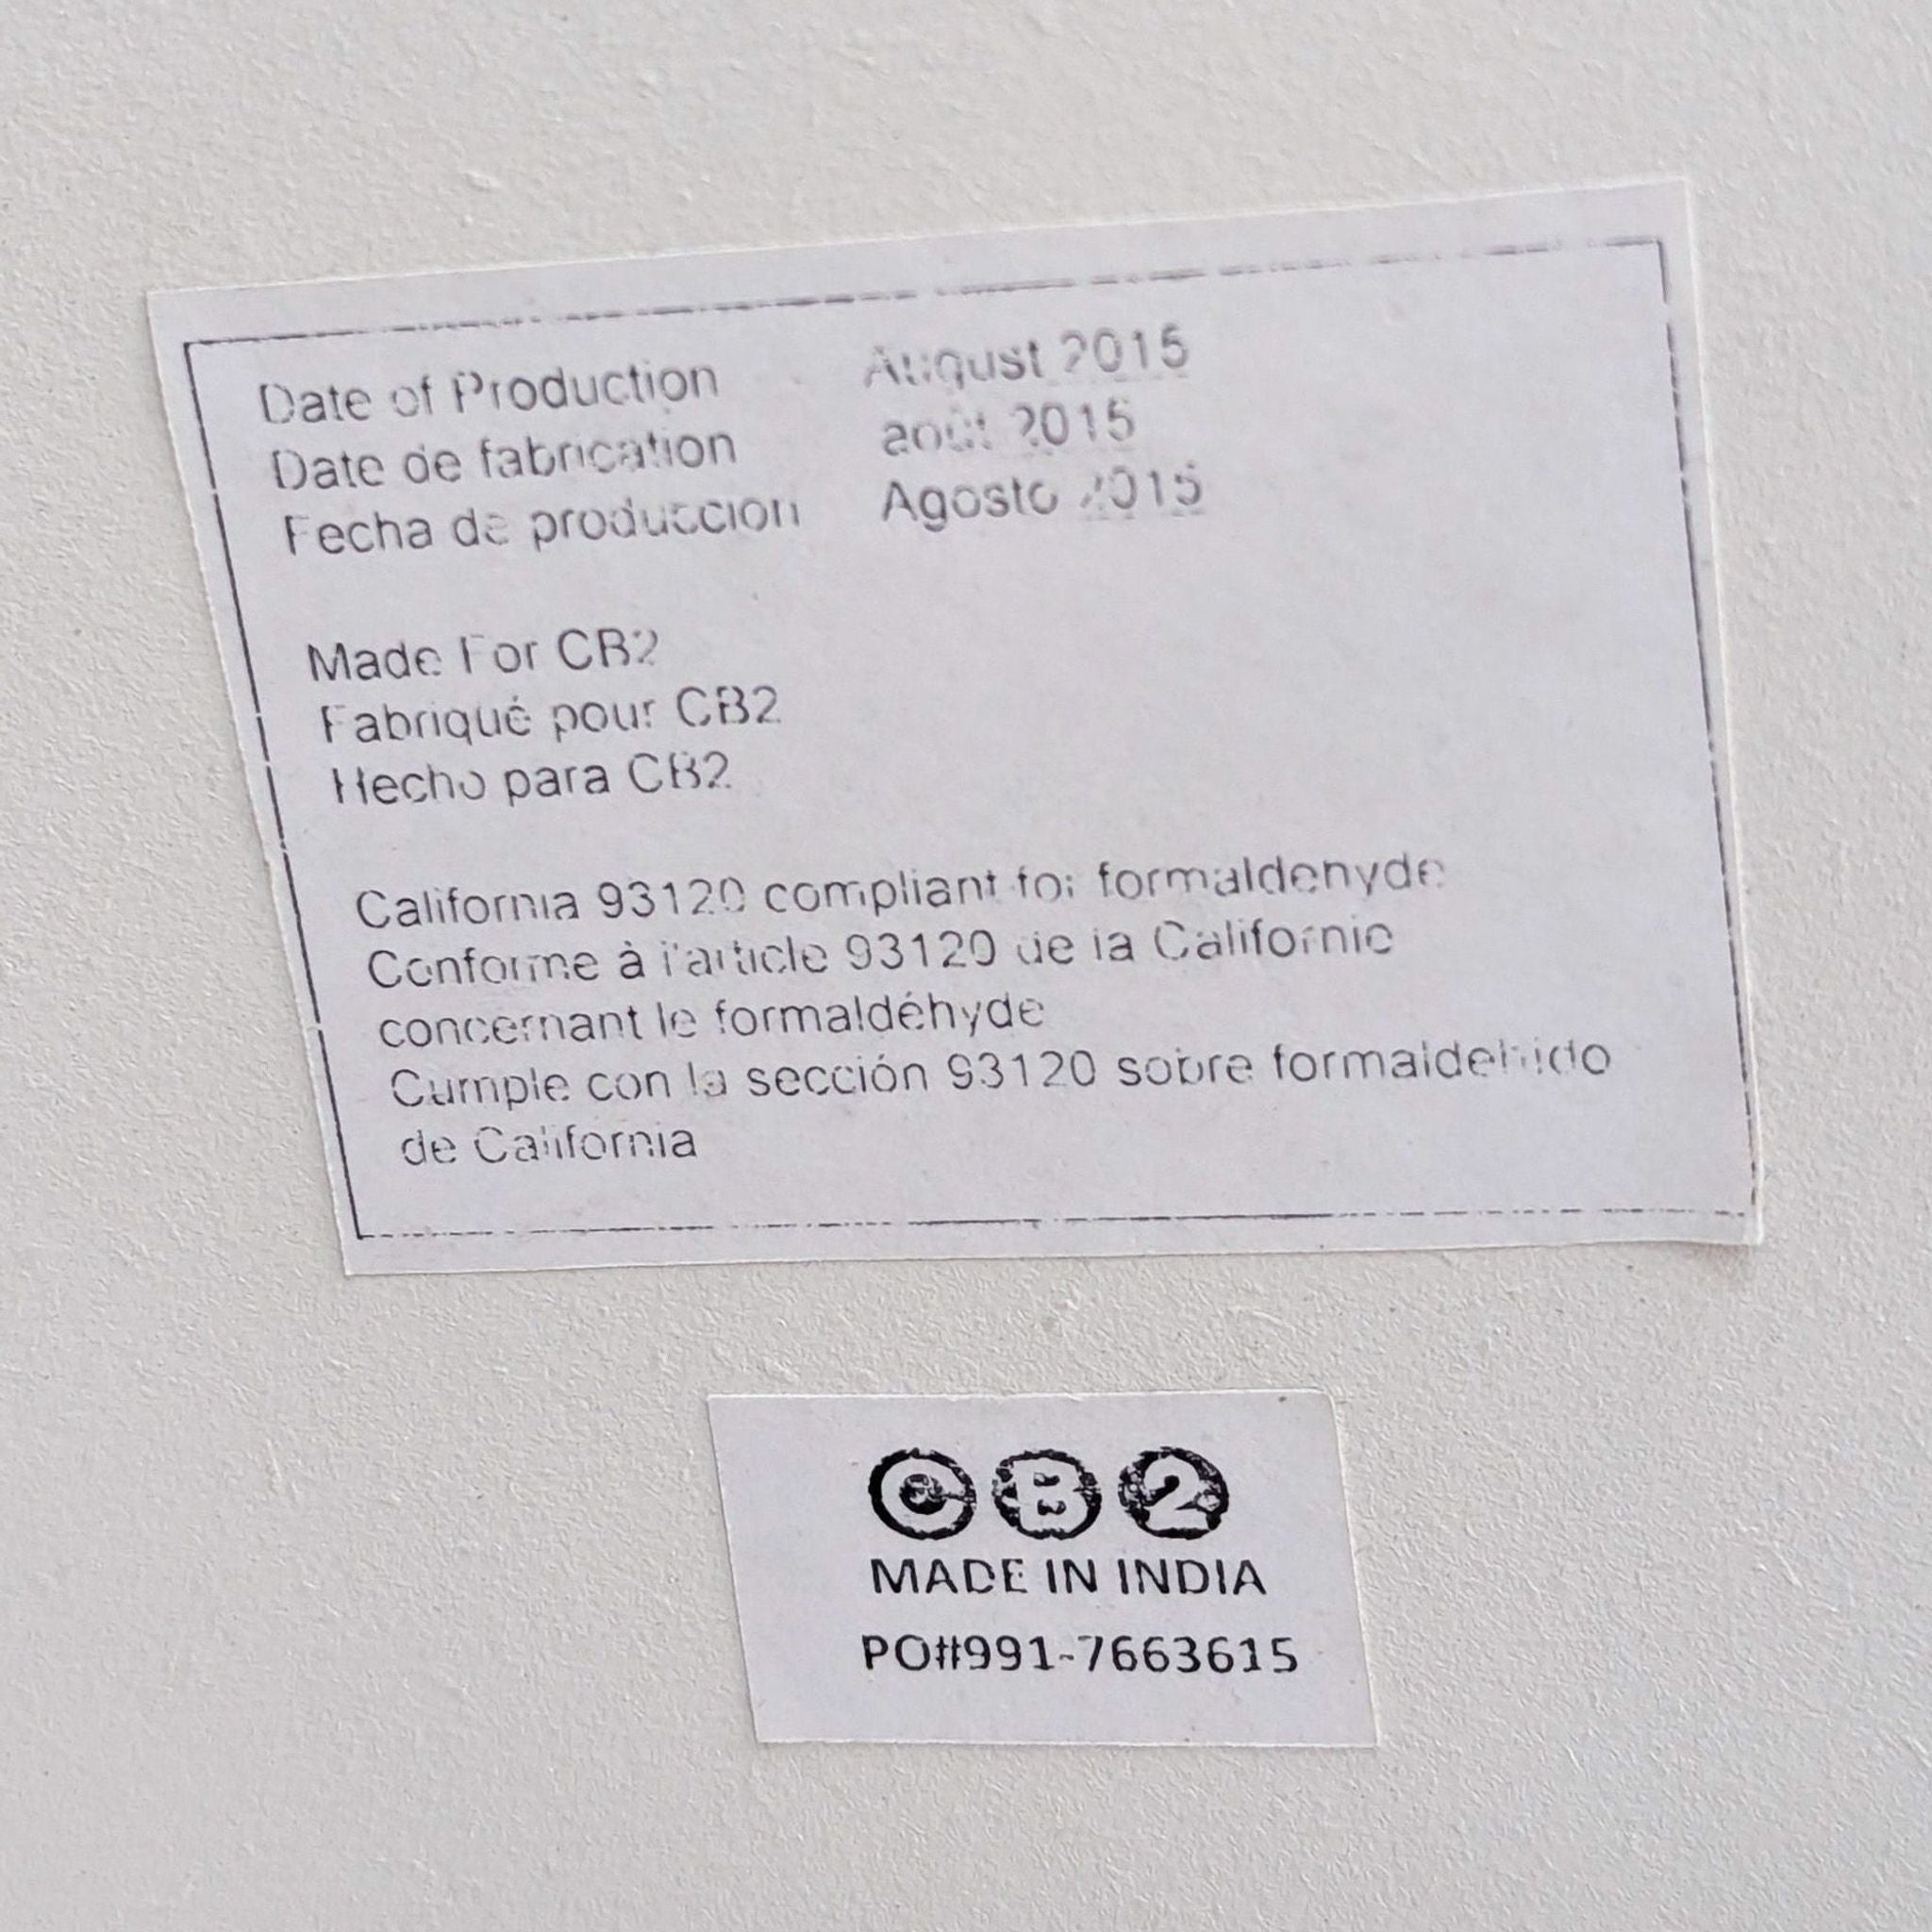 Date of Production August 2015
Date de fabrication août 2015
Fecha de produccion Agosto 2015
Made For CB2
Fabriqué pour CB2
Hecho para CB2
California 93120 compliant for formaldehyde
Conforme à l'article 93120 de la Californie
concernant le formaldéhyde
Cumple con la sección 93120 sobre formaldehido
de California
CB2
MADE IN INDIA
PO#991-7663615